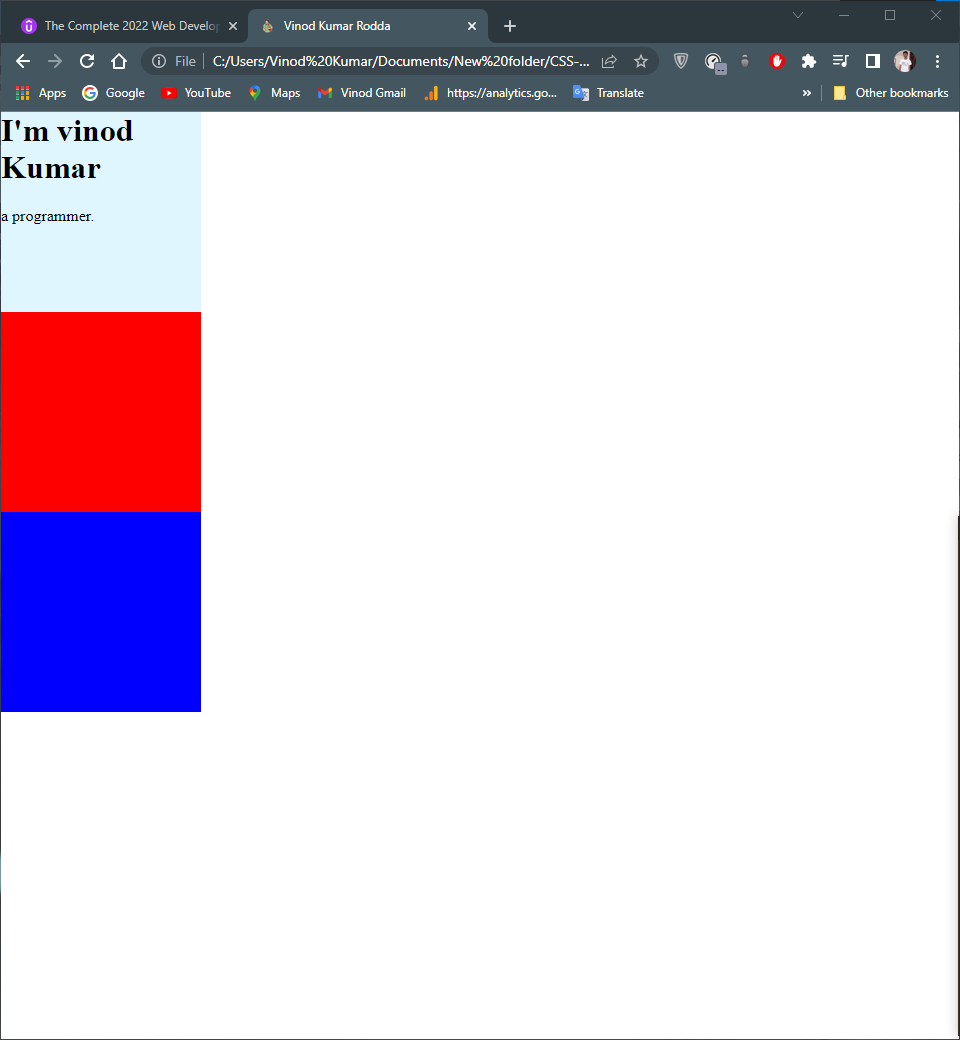 The Complete 2022 Web Develop
Vinod Kumar Rodda
File
C:/Users/Vinod%20Kumar/Documents/New%20folder/CSS-...
Apps
Google
YouTube
Maps
Vinod Gmail
https://analytics.go...
Translate
»
Other bookmarks
I'm vinod
Kumar
a programmer.